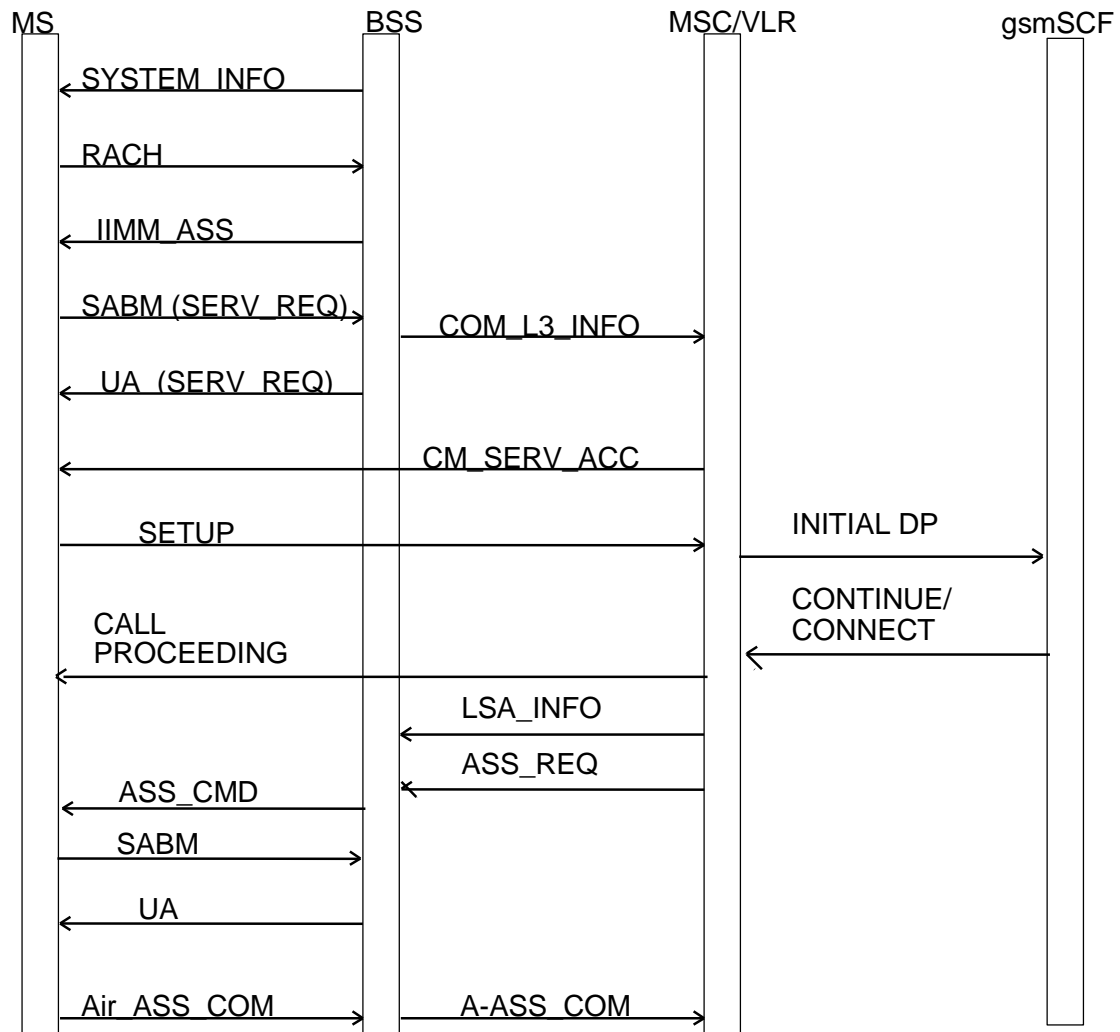 MS BSS MSC/VLR gsmSCF
SYSTEM_INFO
RACH
IIMM_ASS
SABM (SERV_REQ)
COM_L3_INFO
UA (SERV_REQ)
CM_SERV_ACC
SETUP
INITIAL DP
CONTINUE/
CONNECT
CALL
PROCEEDING
LSA_INFO
ASS_REQ
ASS_CMD
SABM
UA
Air_ASS_COM
A-ASS_COM